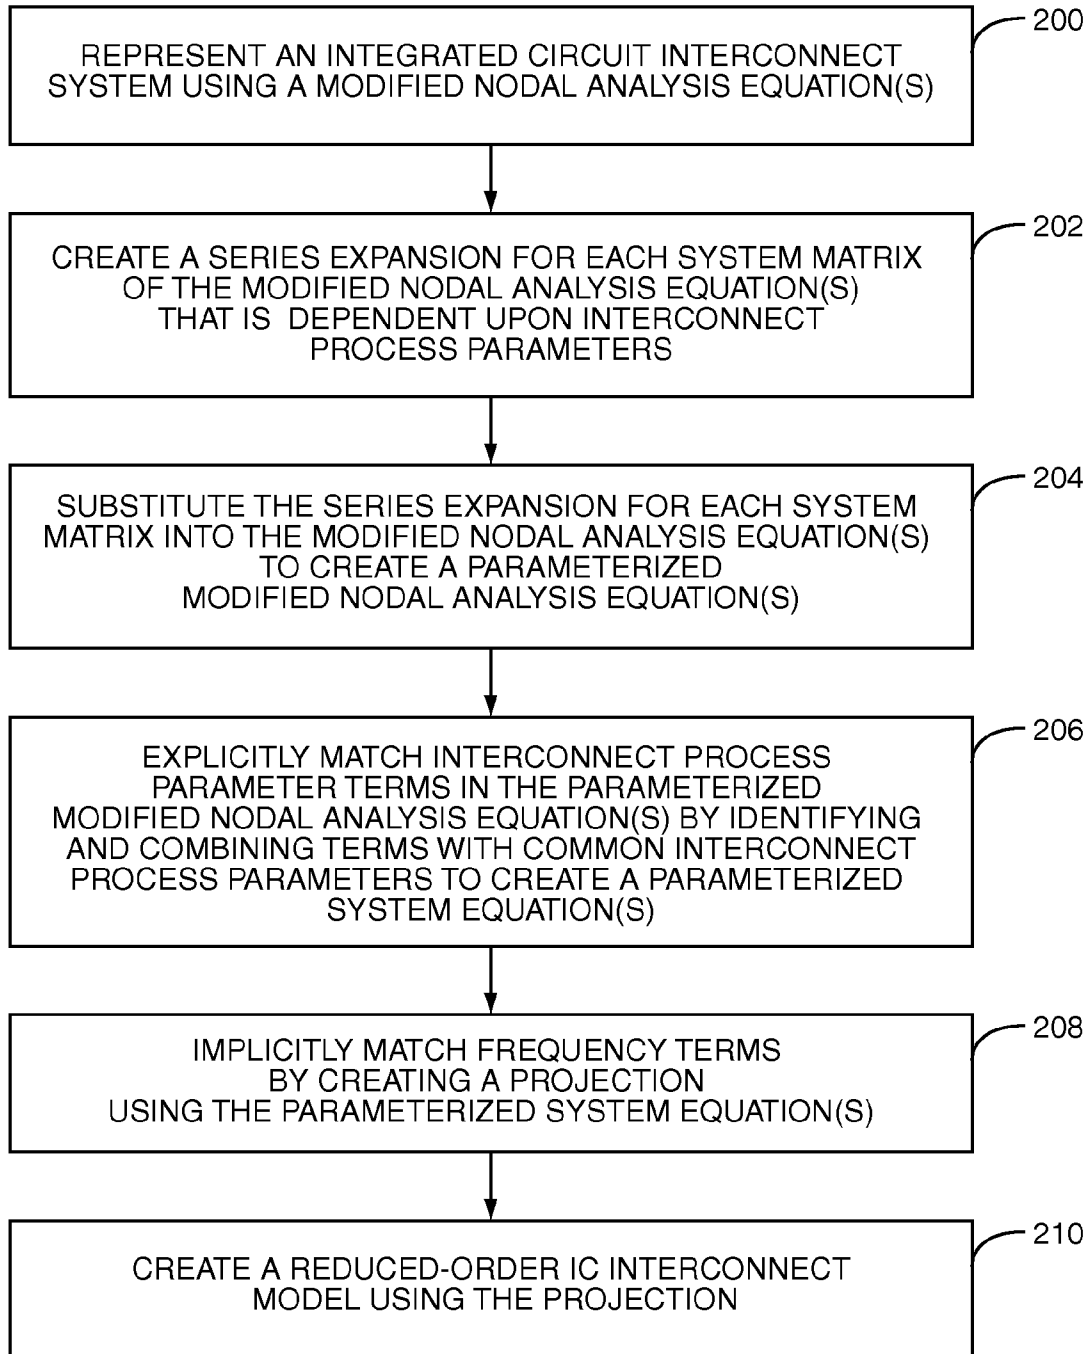 200
REPRESENT AN INTEGRATED CIRCUIT INTERCONNECT
SYSTEM USING A MODIFIED NODAL ANALYSIS EQUATION(S)
202
CREATE A SERIES EXPANSION FOR EACH SYSTEM MATRIX
OF THE MODIFIED NODAL ANALYSIS EQUATION(S)
THAT IS DEPENDENT UPON INTERCONNECT
PROCESS PARAMETERS
204
SUBSTITUTE THE SERIES EXPANSION FOR EACH SYSTEM
MATRIX INTO THE MODIFIED NODAL ANALYSIS EQUATION(S)
TO CREATE A PARAMETERIZED
MODIFIED NODAL ANALYSIS EQUATION(S)
206
EXPLICITLY MATCH INTERCONNECT PROCESS
PARAMETER TERMS IN THE PARAMETERIZED
MODIFIED NODAL ANALYSIS EQUATION(S) BY IDENTIFYING
AND COMBINING TERMS WITH COMMON INTERCONNECT
PROCESS PARAMETERS TO CREATE A PARAMETERIZED
SYSTEM EQUATION(S)
208
IMPLICITLY MATCH FREQUENCY TERMS
BY CREATING A PROJECTION
USING THE PARAMETERIZED SYSTEM EQUATION(S)
210
CREATE A REDUCED-ORDER IC INTERCONNECT
MODEL USING THE PROJECTION